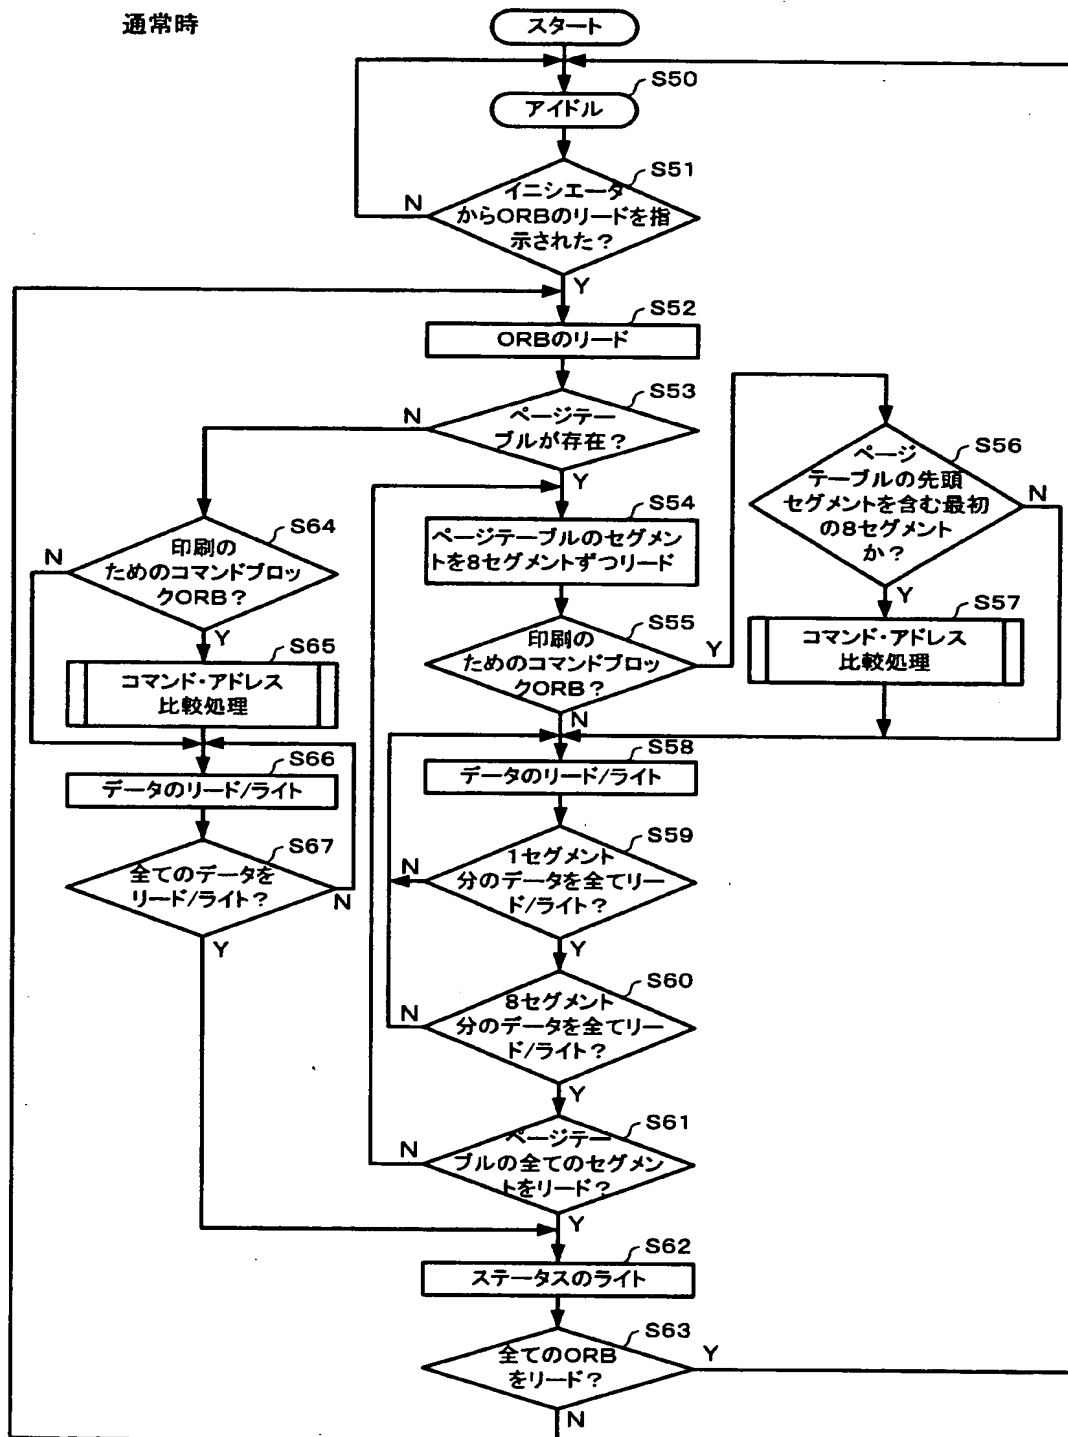 通常時
スタート
S50
アイドル
S51
イニシエータ
からORBのリードを指
示された?
N
Y
S52
ORBのリード
S53
ページテー
ブルが存在?
N
Y
S54
ページテーブルのセグメン
トを8セグメントずつリード
S55
印刷の
ためのコマンドブロッ
クORB?
Y
N
S56
ページ
テーブルの先頭
セグメントを含む最初
の8セグメント
か?
N
Y
S57
コマンド・アドレス
比較処理
S64
印刷の
ためのコマンドブロッ
クORB?
N
Y
S65
コマンド・アドレス
比較処理
S66
データのリード/ライト
S67
全てのデータを
リード/ライト?
N
Y
S58
データのリード/ライト
S59
1セグメント
分のデータを全てリー
ド/ライト?
N
Y
S60
8セグメント
分のデータを全てリー
ド/ライト?
N
Y
S61
ページテー
ブルの全てのセグメン
トをリード?
N
Y
S62
ステータスのライト
S63
全てのORB
をリード?
Y
N